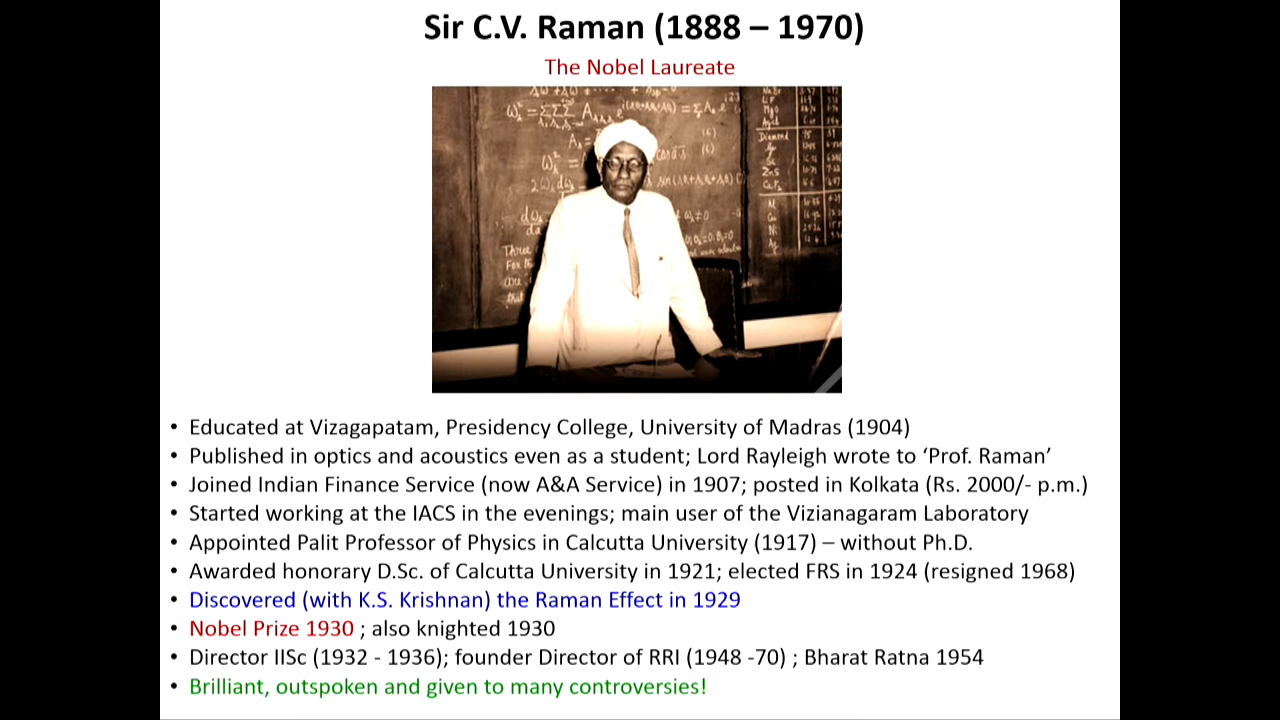 Sir C.V. Raman (1888 – 1970)
The Nobel Laureate
Diamond
ZnS
• Educated at Vizagapatam, Presidency College, University of Madras (1904)
• Published in optics and acoustics even as a student; Lord Rayleigh wrote to ‘Prof. Raman’
• Joined Indian Finance Service (now A&A Service) in 1907; posted in Kolkata (Rs. 2000/- p.m.)
• Started working at the IACS in the evenings; main user of the Vizianagaram Laboratory
• Appointed Palit Professor of Physics in Calcutta University (1917) – without Ph.D.
• Awarded honorary D.Sc. of Calcutta University in 1921; elected FRS in 1924 (resigned 1968)
• Discovered (with K.S. Krishnan) the Raman Effect in 1929
• Nobel Prize 1930 ; also knighted 1930
• Director IISc (1932 - 1936); founder Director of RRI (1948 -70) ; Bharat Ratna 1954
• Brilliant, outspoken and given to many controversies!